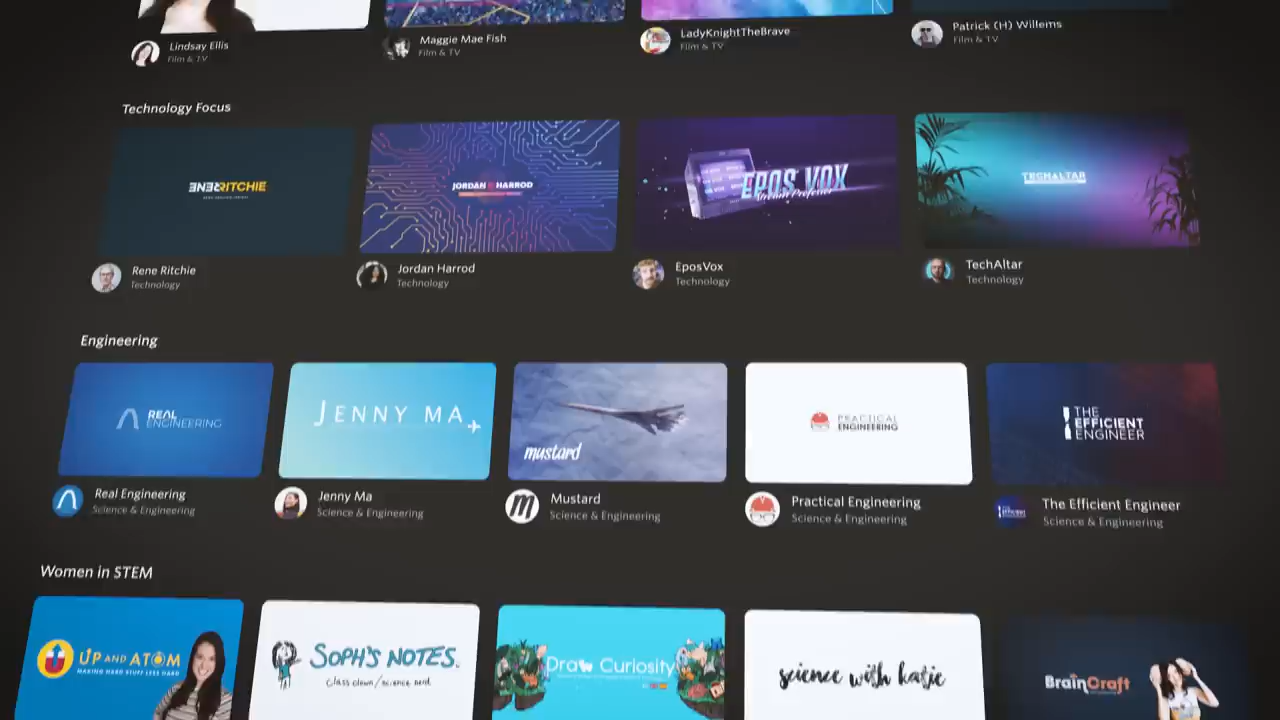 Lindsay Ellis
Film & TV
Maggie Mae Fish
Film & TV
LadyKnightTheBrave
Film & TV
Patrick (H) Willems
Film & TV
Technology Focus
RENE RITCHIE
JORDAN HARROD
EPOS VOX
Stream Professor
TECHALTAR
Rene Ritchie
Technology
Jordan Harrod
Technology
EposVox
Technology
TechAltar
Technology
Engineering
REAL
ENGINEERING
JENNY MA
mustard
PRACTICAL
ENGINEERING
THE
EFFICIENT
ENGINEER
Real Engineering
Science & Engineering
Jenny Ma
Science & Engineering
m
Mustard
Science & Engineering
Practical Engineering
Science & Engineering
The Efficient Engineer
Science & Engineering
Women in STEM
UP AND ATOM
MAKING HARD STUFF LESS HARD
SOPH'S NOTES.
Class clown/science nerd.
Draw Curiosity
science with katie
BrainCraft